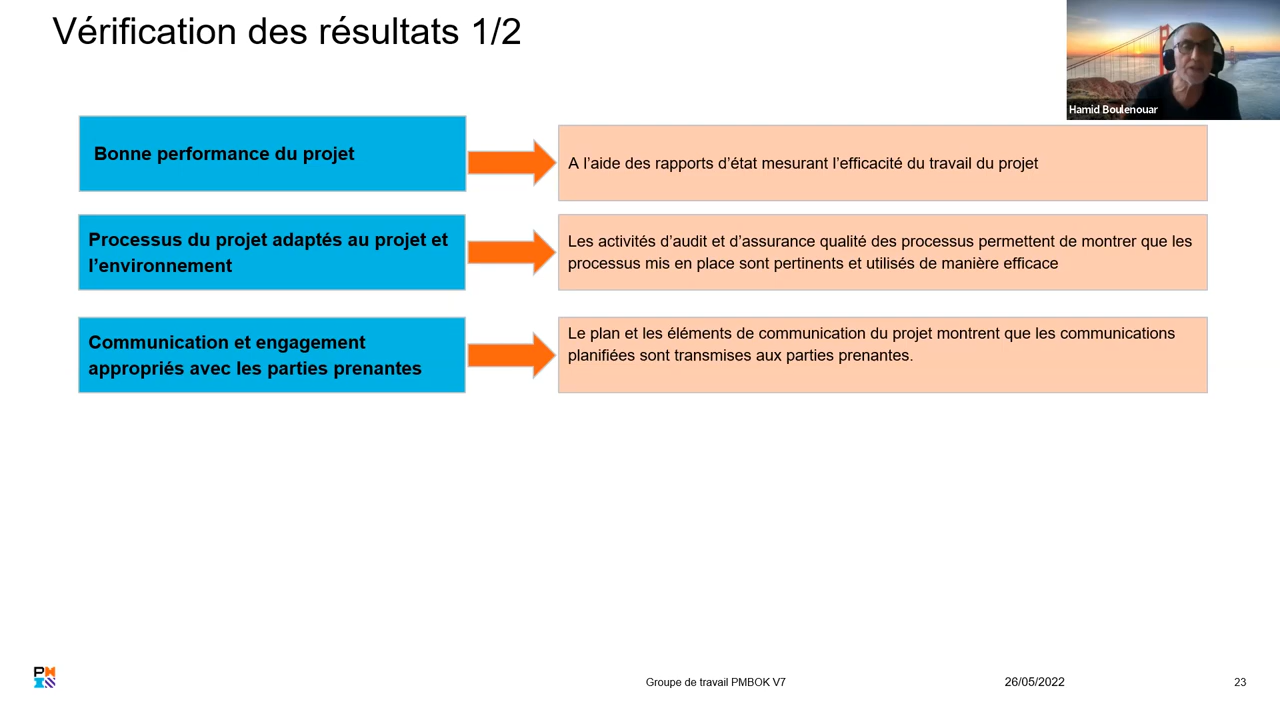 Vérification des résultats 1/2
Hamid Boulenouar
Bonne performance du projet
A l’aide des rapports d’état mesurant l’efficacité du travail du projet
Processus du projet adaptés au projet et
l’environnement
Les activités d’audit et d’assurance qualité des processus permettent de montrer que les
processus mis en place sont pertinents et utilisés de manière efficace
Communication et engagement
appropriés avec les parties prenantes
Le plan et les éléments de communication du projet montrent que les communications
planifiées sont transmises aux parties prenantes.
PM
Groupe de travail PMBOK V7
26/05/2022
23